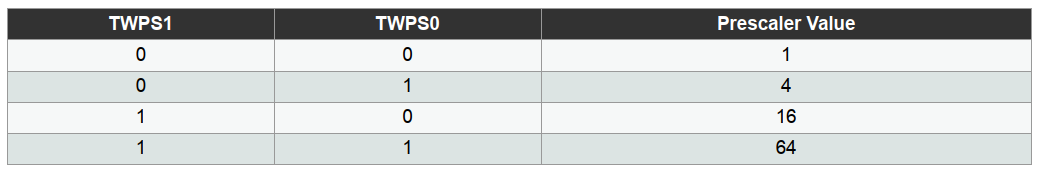 TWPS1 TWPS0 Prescaler Value
0 0 1
0 1 4
1 0 16
1 1 64